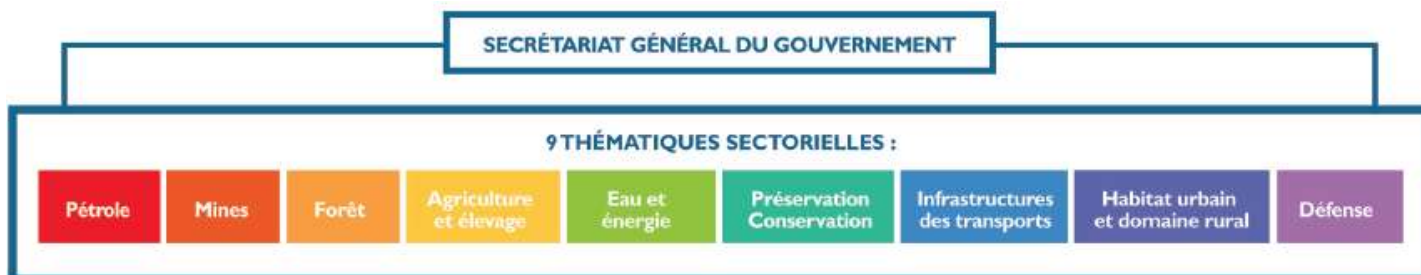 SECRÉTARIAT GÉNÉRAL DU GOUVERNEMENT
9 THÉMATIQUES SECTORIELLES :
Pétrole
Mines
Forêt
Agriculture
et élevage
Eau et
énergie
Préservation
Conservation
Infrastructures
des transports
Habitat urbain
et domaine rural
Défense